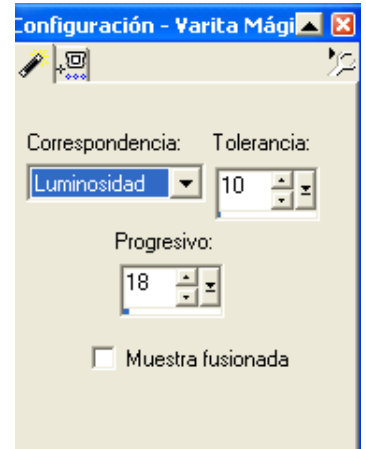 Configuración - Varita Mági
Correspondencia: Tolerancia:
Luminosidad 10
Progresivo:
18
Muestra fusionada